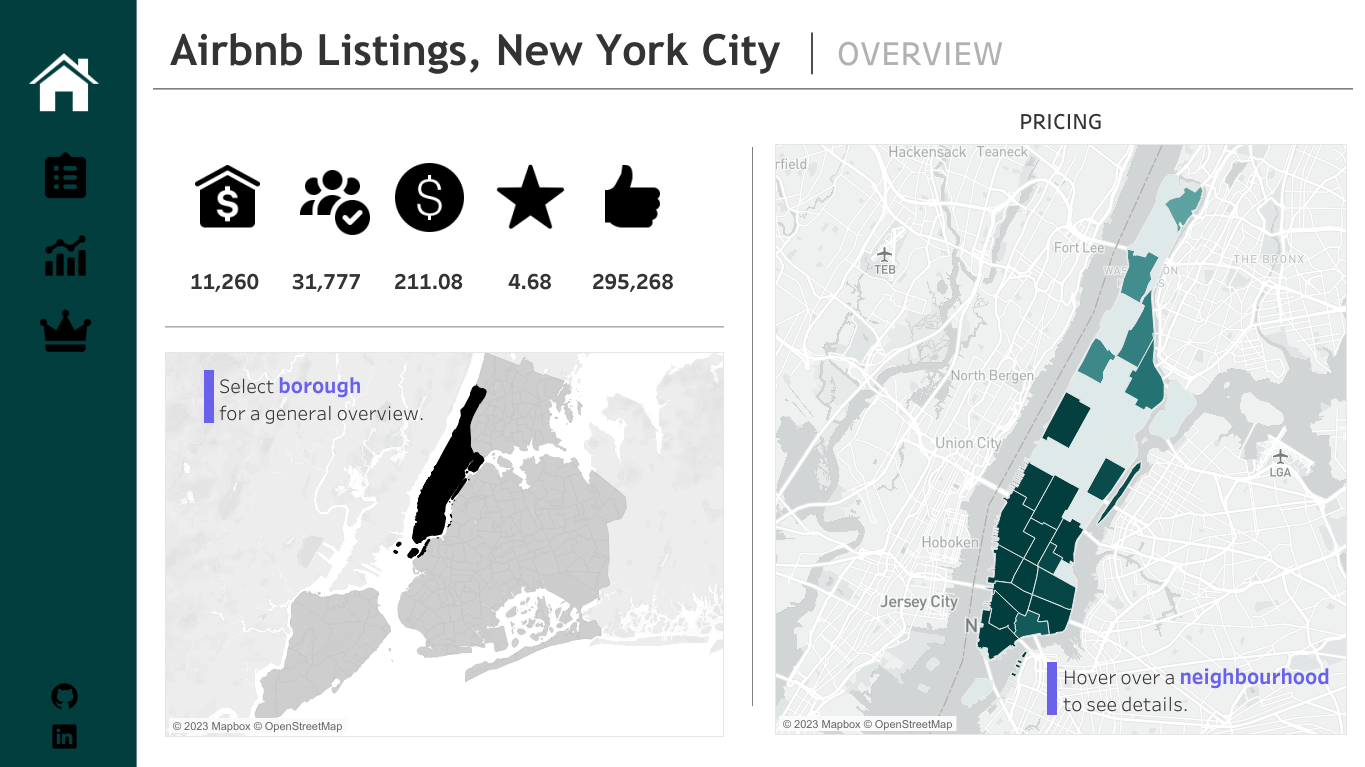 Airbnb Listings, New York City | OVERVIEW
11,260 31,777 211.08 4.68 295,268
Select borough
for a general overview.
© 2023 Mapbox © OpenStreetMap
PRICING
rfield
Hackensack Teaneck
Fort Lee
TEB
THE BRONX
North Bergen
Union City
LGA
Hoboken
Jersey City
N
Hover over a neighbourhood
to see details.
© 2023 Mapbox © OpenStreetMap
$
$
in